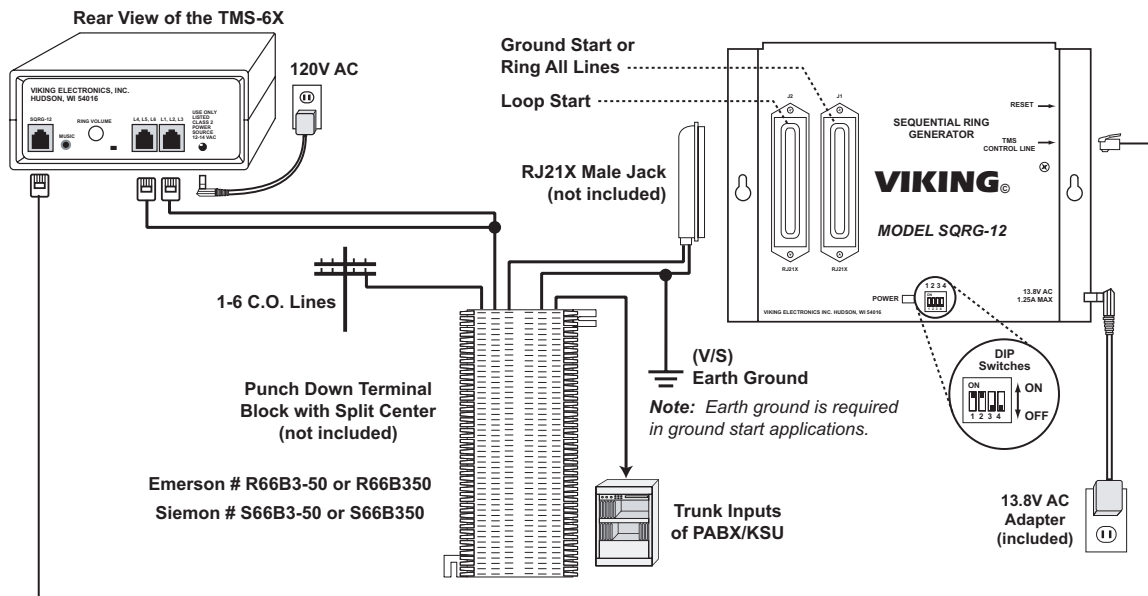 Rear View of the TMS-6X
VIKING ELECTRONICS, INC.
HUDSON, WI 54016
SQRG-12
MUSIC
RING VOLUME
L4, L5, L6
L1, L2, L3
USE ONLY
LISTED
CLASS 2
POWER
SOURCE
12-14 VAC
120V AC
Ground Start or
Ring All Lines
Loop Start
RJ21X Male Jack
(not included)
J2
J1
RJ21X
RJ21X
SEQUENTIAL RING
GENERATOR
RESET
TMS
CONTROL LINE
VIKING©
MODEL SQRG-12
POWER
1 2 3 4
ON
13.8V AC
1.25A MAX
VIKING ELECTRONICS INC. HUDSON, WI 54016
1-6 C.O. Lines
Punch Down Terminal
Block with Split Center
(not included)
Emerson # R66B3-50 or R66B350
Siemon # S66B3-50 or S66B350
(V/S)
Earth Ground
Note: Earth ground is required
in ground start applications.
Trunk Inputs
of PABX/KSU
DIP
Switches
ON
1 2 3 4
ON
OFF
13.8V AC
Adapter
(included)